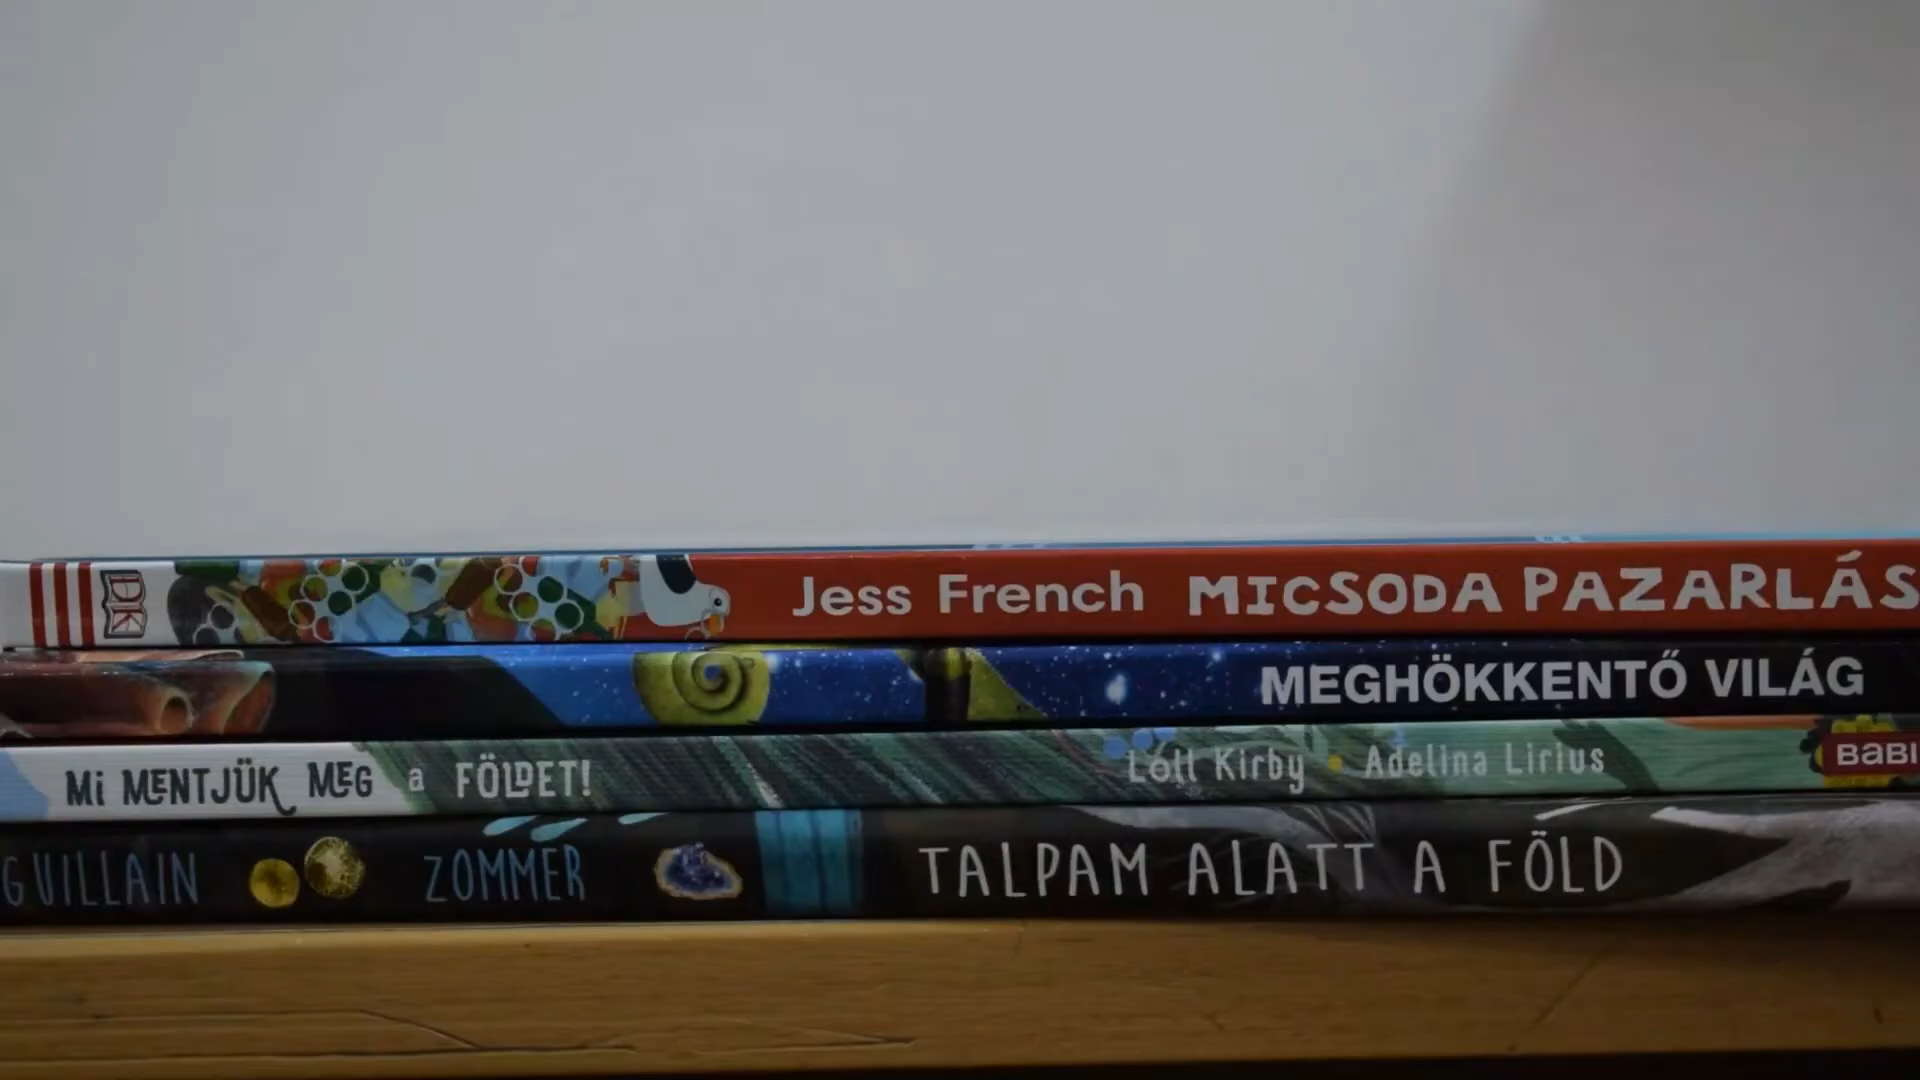 DK Jess French MICSODA PAZARLÁS
MEGHÖKKENTŐ VILÁG
Mi MENTJÜK MEG a FÖLDET! Loll Kirby • Adelina Lirius BABI
GUILLAIN ZOMMER TALPAM ALATT A FÖLD